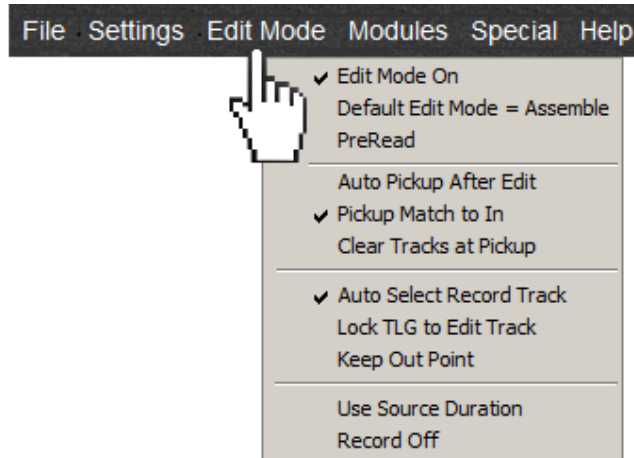 File Settings Edit Mode Modules Special Help
Edit Mode On
Default Edit Mode = Assemble
PreRead
Auto Pickup After Edit
Pickup Match to In
Clear Tracks at Pickup
Auto Select Record Track
Lock TLG to Edit Track
Keep Out Point
Use Source Duration
Record Off